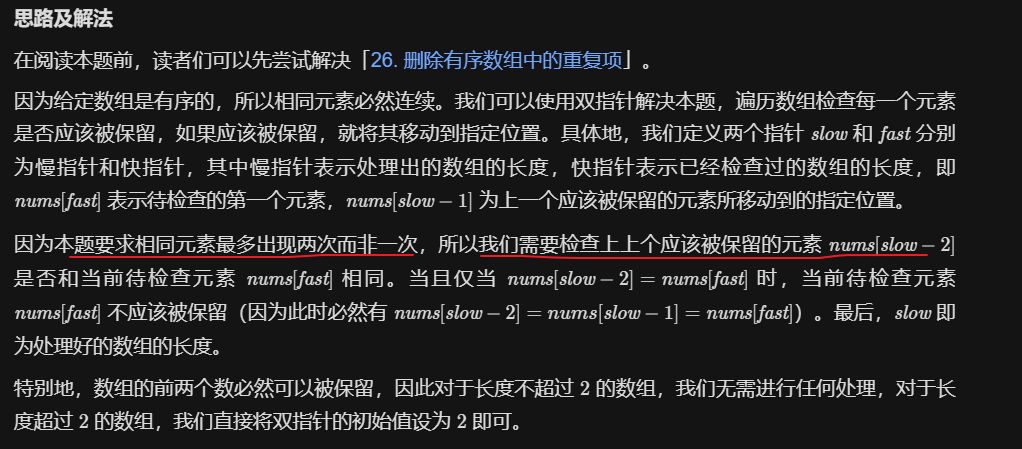 思路及解法
在阅读本题前，读者们可以先尝试解决「26. 删除有序数组中的重复项」。
因为给定数组是有序的，所以相同元素必然连续。我们可以使用双指针解决本题，遍历数组检查每一个元素
是否应该被保留，如果应该被保留，就将其移动到指定位置。具体地，我们定义两个指针 slow 和 fast 分别
为慢指针和快指针，其中慢指针表示处理出的数组的长度，快指针表示已经检查过的数组的长度，即
nums[fast] 表示待检查的第一个元素，nums[slow − 1] 为上一个应该被保留的元素所移动到的指定位置。
因为本题要求相同元素最多出现两次而非一次，所以我们需要检查上上个应该被保留的元素 nums[slow − 2]
是否和当前待检查元素 nums[fast] 相同。当且仅当 nums[slow − 2] = nums[fast] 时，当前待检查元素
nums[fast] 不应该被保留（因为此时必然有 nums[slow − 2] = nums[slow − 1] = nums[fast]）。最后，slow 即
为处理好的数组的长度。
特别地，数组的前两个数必然可以被保留，因此对于长度不超过 2 的数组，我们无需进行任何处理，对于长
度超过 2 的数组，我们直接将双指针的初始值设为 2 即可。